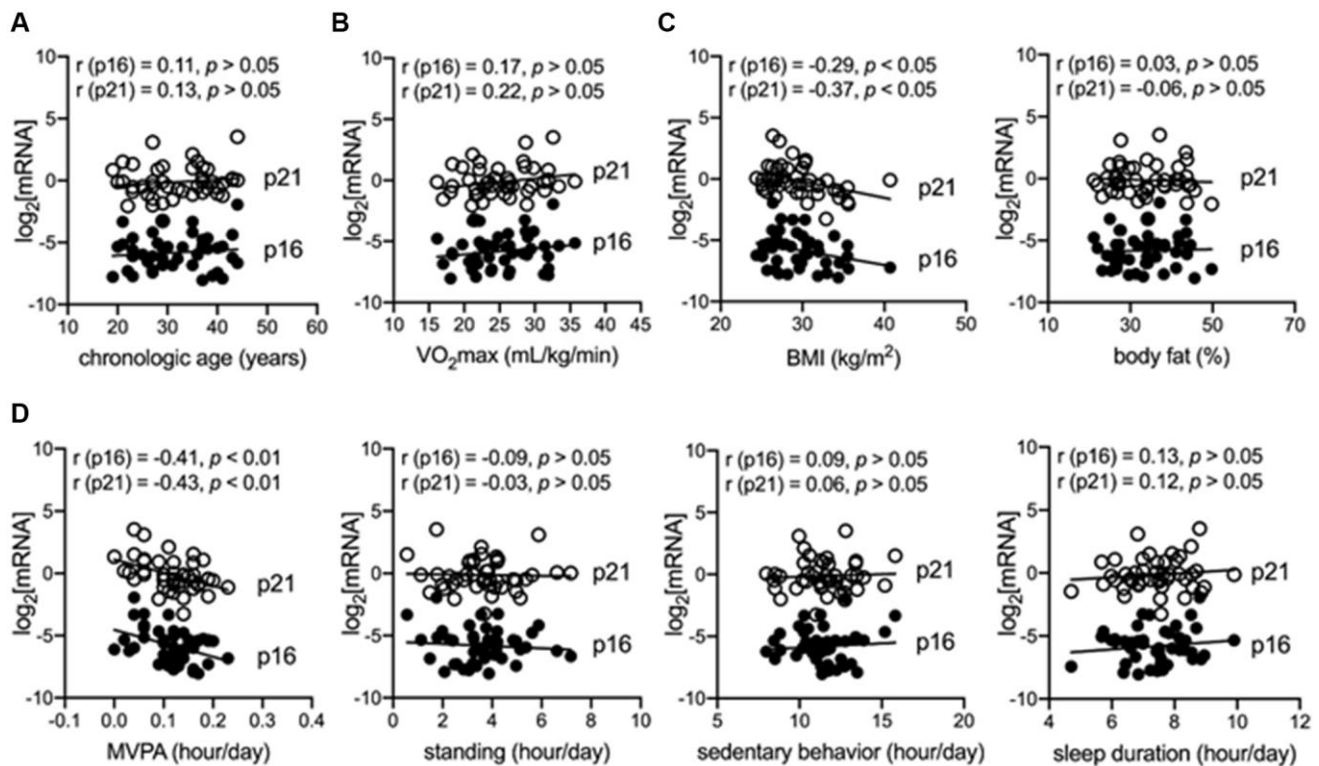 A
r (p16) = 0.11, p > 0.05
r (p21) = 0.13, p > 0.05
log2[mRNA]
10
5
0
-5
-10
p21
p16
10 20 30 40 50 60
chronologic age (years)
B
r (p16) = 0.17, p > 0.05
r (p21) = 0.22, p > 0.05
log2[mRNA]
10
5
0
-5
-10
p21
p16
10 15 20 25 30 35 40 45
VO2max (mL/kg/min)
C
r (p16) = -0.29, p < 0.05
r (p21) = -0.37, p < 0.05
log2[mRNA]
10
5
0
-5
-10
p21
p16
20 30 40 50
BMI (kg/m2)
r (p16) = 0.03, p > 0.05
r (p21) = -0.06, p > 0.05
log2[mRNA]
10
5
0
-5
-10
p21
p16
10 30 50 70
body fat (%)
D
r (p16) = -0.41, p < 0.01
r (p21) = -0.43, p < 0.01
log2[mRNA]
10
5
0
-5
-10
p21
p16
-0.1 0.0 0.1 0.2 0.3 0.4
MVPA (hour/day)
r (p16) = -0.09, p > 0.05
r (p21) = -0.03, p > 0.05
log2[mRNA]
10
5
0
-5
-10
p21
p16
0 2 4 6 8 10
standing (hour/day)
r (p16) = 0.09, p > 0.05
r (p21) = 0.06, p > 0.05
log2[mRNA]
10
5
0
-5
-10
p21
p16
5 10 15 20
sedentary behavior (hour/day)
r (p16) = 0.13, p > 0.05
r (p21) = 0.12, p > 0.05
log2[mRNA]
10
5
0
-5
-10
p21
p16
4 6 8 10 12
sleep duration (hour/day)